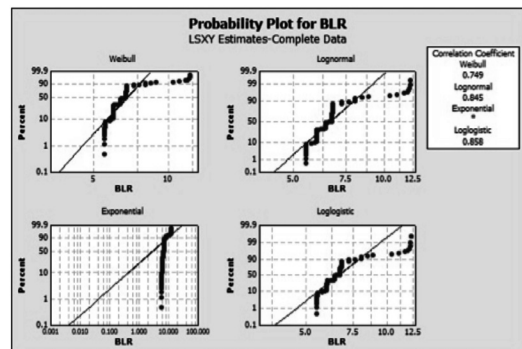 Probability Plot for BLR
LSXY Estimates-Complete Data
Weibull
Lognormal
Correlation Coefficient
Weibull
0.749
Lognormal
0.845
Exponential
*
Loglogistic
0.858
99.9
90
50
10
1
0.1
Percent
5
10
BLR
99.9
99
90
50
10
1
0.1
Percent
5.0
7.5
10.0
12.5
BLR
Exponential
Loglogistic
99.9
90
50
10
1
0.1
Percent
0.001
0.010
0.100
1.000
10.000
100.000
BLR
99.9
99
90
50
10
1
0.1
Percent
5.0
7.5
10.0
12.5
BLR